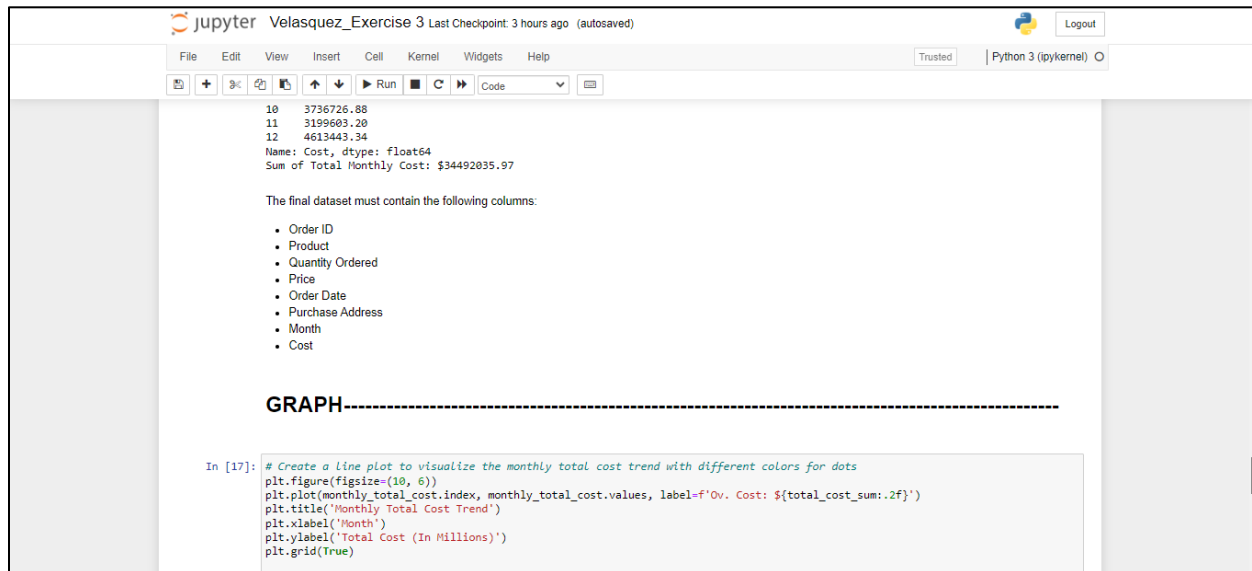 jupyter Velasquez_Exercise 3 Last Checkpoint: 3 hours ago (autosaved)
Logout
File Edit View Insert Cell Kernel Widgets Help
Trusted
Python 3 (ipykernel)
Run
Code
10 3736726.88
11 3199603.20
12 4613443.34
Name: Cost, dtype: float64
Sum of Total Monthly Cost: $34492035.97
The final dataset must contain the following columns:
• Order ID
• Product
• Quantity Ordered
• Price
• Order Date
• Purchase Address
• Month
• Cost
GRAPH----------------------------------------------------------------------------------------------------
In [17]: # Create a line plot to visualize the monthly total cost trend with different colors for dots
plt.figure(figsize=(10, 6))
plt.plot(monthly_total_cost.index, monthly_total_cost.values, label=f'Ov. Cost: ${total_cost_sum:.2f}')
plt.title('Monthly Total Cost Trend')
plt.xlabel('Month')
plt.ylabel('Total Cost (In Millions)')
plt.grid(True)